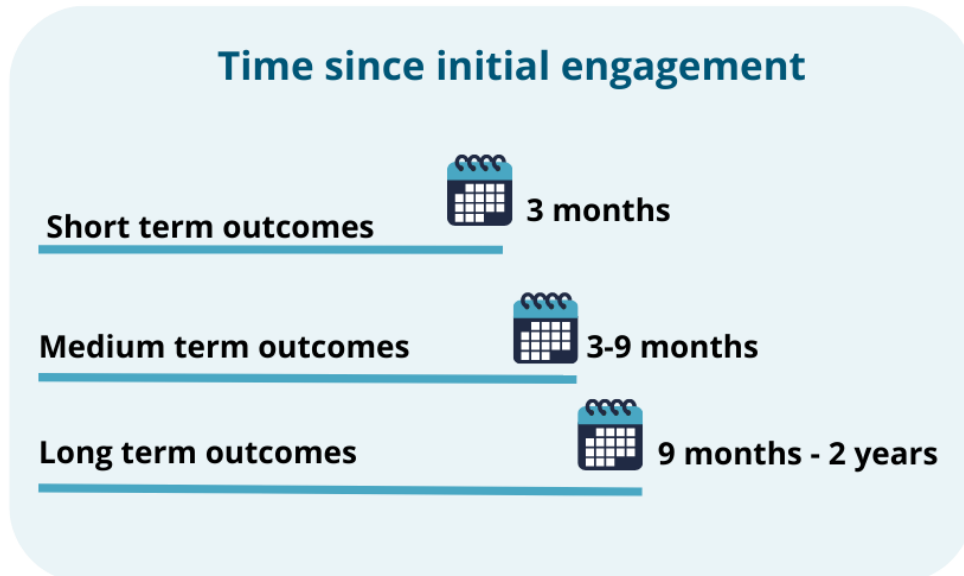 Time since initial engagement
Short term outcomes
3 months
Medium term outcomes
3-9 months
Long term outcomes
9 months - 2 years